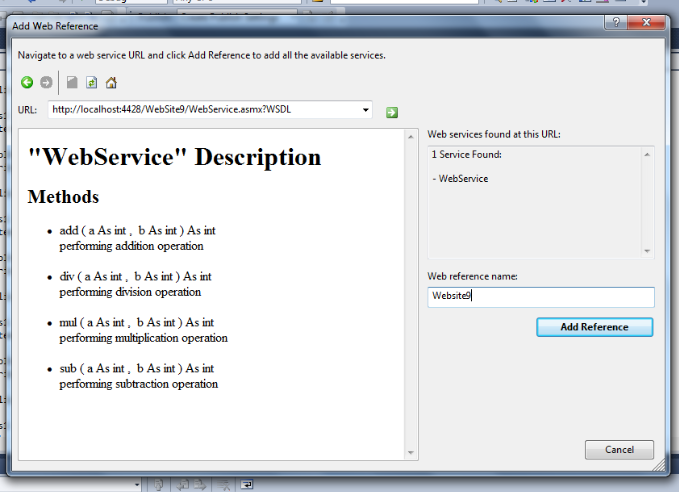 Add Web Reference
Navigate to a web service URL and click Add Reference to add all the available services.
URL: http://localhost:4428/WebSite9/WebService.asmx?WSDL
"WebService" Description
Methods
• add ( a As int , b As int ) As int
performing addition operation
• div ( a As int , b As int ) As int
performing division operation
• mul ( a As int , b As int ) As int
performing multiplication operation
• sub ( a As int , b As int ) As int
performing subtraction operation
Web services found at this URL:
1 Service Found:
- WebService
Web reference name:
Website9
Add Reference
Cancel